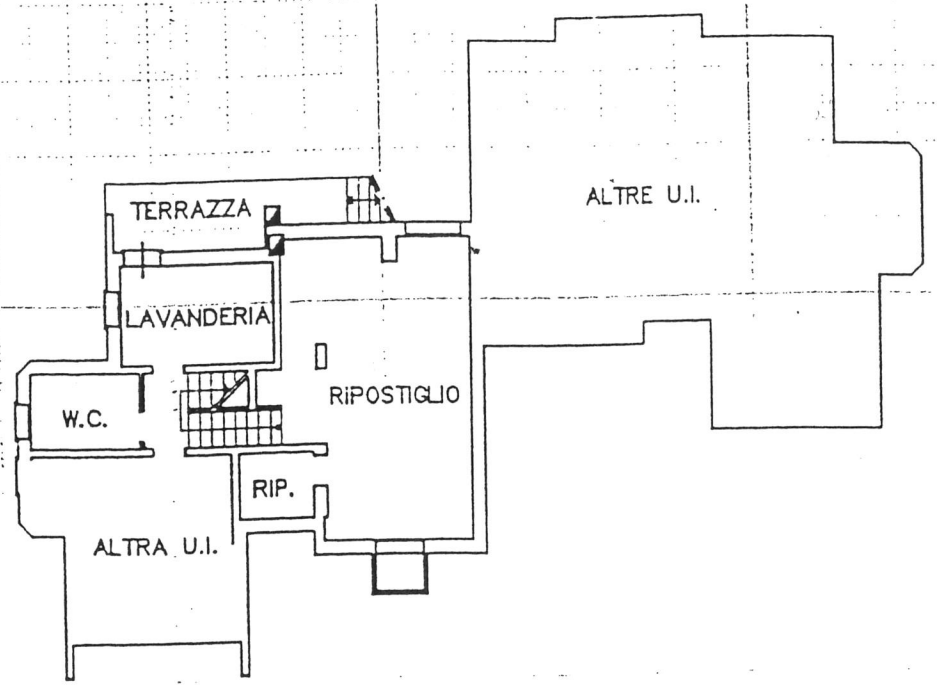 ALTRE U.I.
TERRAZZA
LAVANDERIA
RIPOSTIGLIO
W.C.
RIP.
ALTRA U.I.